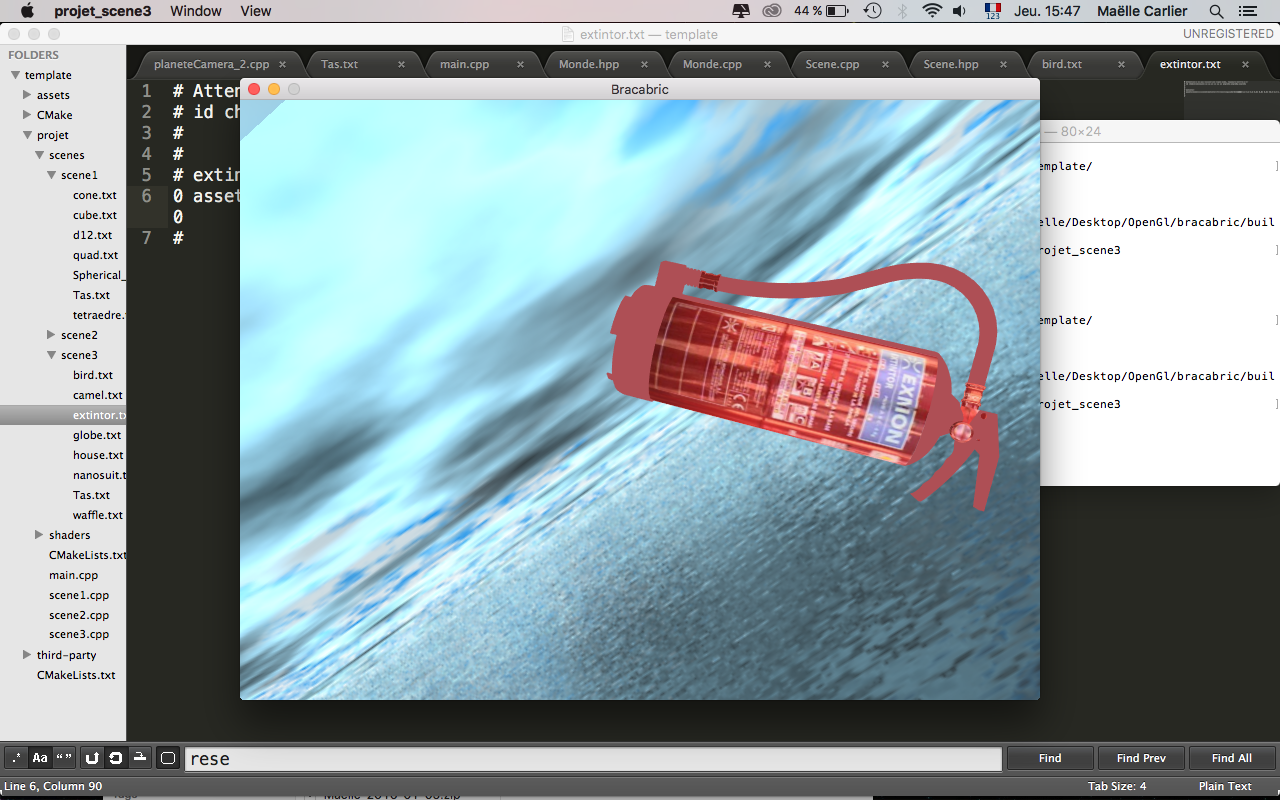 projet_scene3 Window View 44 % 123 Jeu. 15:47 Maëlle Carlier
extintor.txt — template UNREGISTERED
FOLDERS
template
assets
CMake
projet
scenes
scene1
cone.txt
cube.txt
d12.txt
quad.txt
Spherical_
Tas.txt
tetraedre.
scene2
scene3
bird.txt
camel.txt
extintor.tx
globe.txt
house.txt
nanosuit.t
Tas.txt
waffle.txt
shaders
CMakeLists.txt
main.cpp
scene1.cpp
scene2.cpp
scene3.cpp
third-party
CMakeLists.txt
planeteCamera_2.cpp × Tas.txt × main.cpp × Monde.hpp × Monde.cpp × Scene.cpp × Scene.hpp × bird.txt × extintor.txt ×
1 # Atten
2 # id ch
3 #
4 #
5 # extin
6 0 asset
0
7 #
Bracabric
EXTINTOR
— 80×24
emplate/ ]
elle/Desktop/OpenGl/bracabric/buil
rojet_scene3 ]
emplate/ ]
elle/Desktop/OpenGl/bracabric/buil
rojet_scene3 ]
.* Aa “ ” rese Find Find Prev Find All
Line 6, Column 90 Tab Size: 4 Plain Text